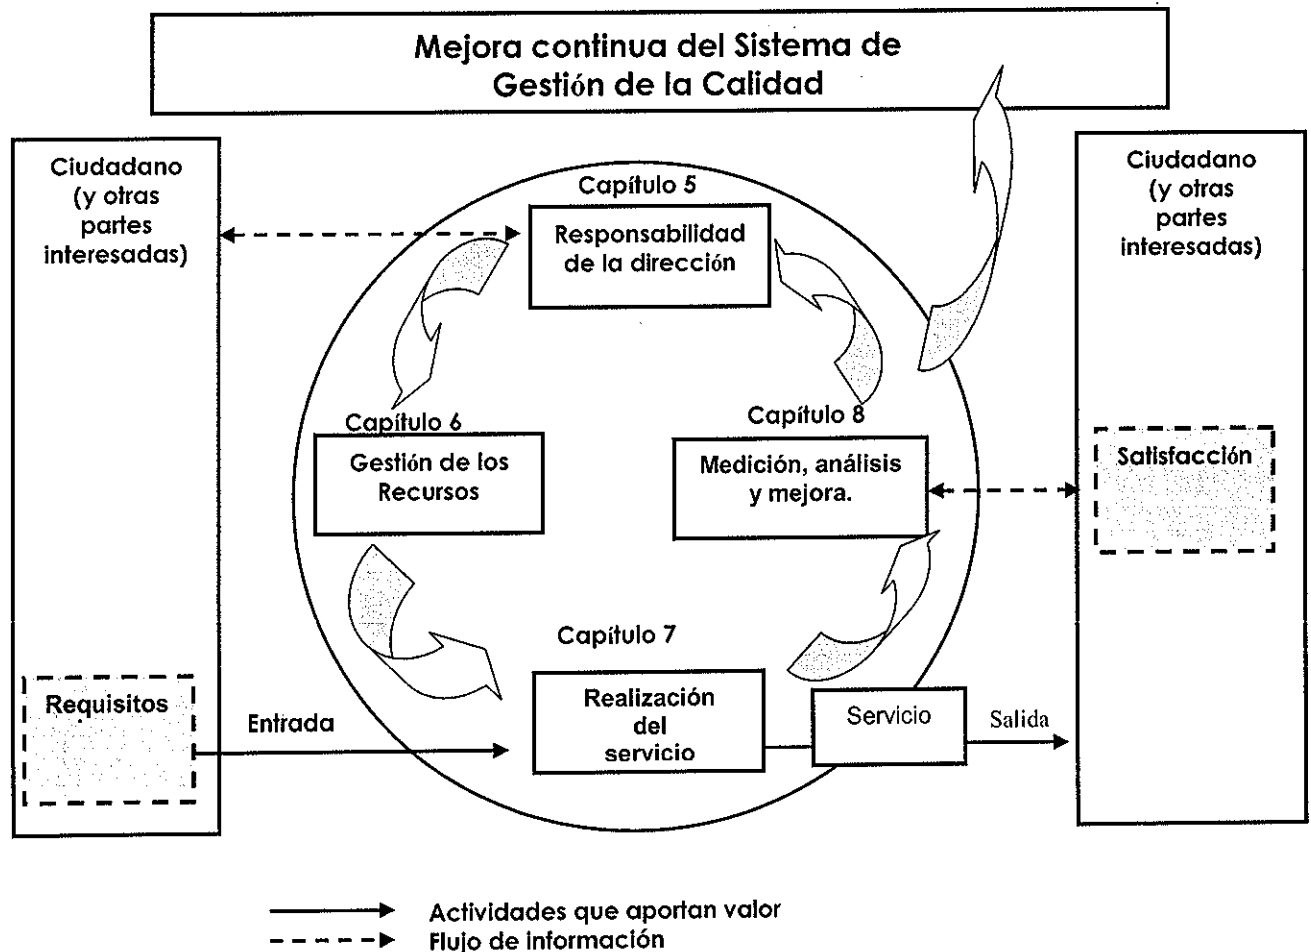 Mejora continua del Sistema de
Gestión de la Calidad
Ciudadano
(y otras
partes
interesadas)
Capítulo 5
Responsabilidad
de la dirección
Ciudadano
(y otras
partes
interesadas)
Capítulo 6
Gestión de los
Recursos
Capítulo 8
Medición, análisis
y mejora.
Satisfacción
Capítulo 7
Realización
del
servicio
Requisitos
Entrada
Servicio
Salida
Actividades que aportan valor
Flujo de información